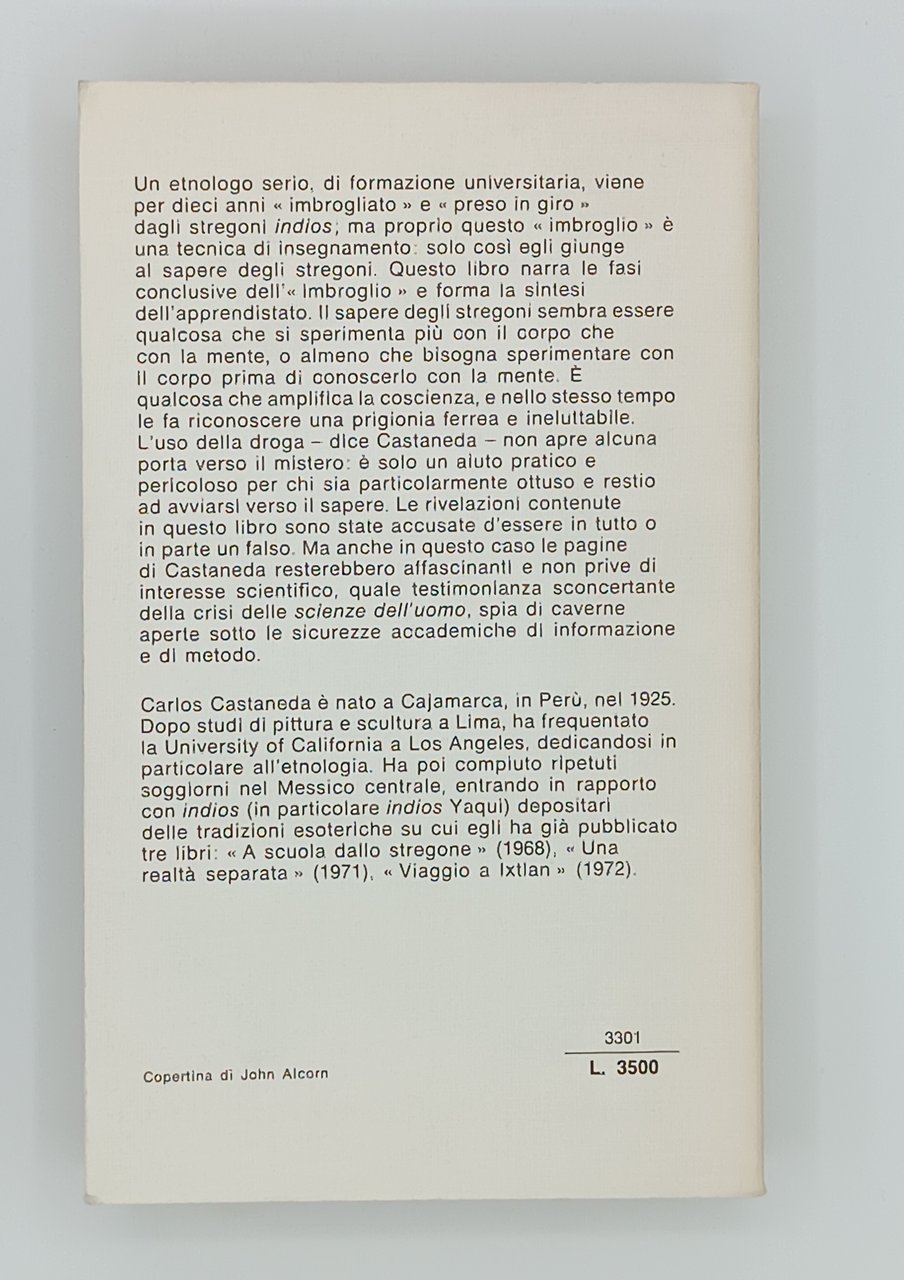 Un etnologo serio, di formazione universitaria, viene
per dieci anni « imbrogliato » e « preso in giro »
dagli stregoni indios; ma proprio questo « imbroglio » è
una tecnica di insegnamento: solo così egli giunge
al sapere degli stregoni. Questo libro narra le fasi
conclusive dell'« imbroglio » e forma la sintesi
dell'apprendistato. Il sapere degli stregoni sembra essere
qualcosa che si sperimenta più con il corpo che
con la mente, o almeno che bisogna sperimentare con
il corpo prima di conoscerlo con la mente. È
qualcosa che amplifica la coscienza, e nello stesso tempo
le fa riconoscere una prigionia ferrea e ineluttabile.
L'uso della droga – dice Castaneda – non apre alcuna
porta verso il mistero: è solo un aiuto pratico e
pericoloso per chi sia particolarmente ottuso e restio
ad avviarsi verso il sapere. Le rivelazioni contenute
in questo libro sono state accusate d'essere in tutto o
in parte un falso. Ma anche in questo caso le pagine
di Castaneda resterebbero affascinanti e non prive di
interesse scientifico, quale testimonianza sconcertante
della crisi delle scienze dell'uomo, spia di caverne
aperte sotto le sicurezze accademiche di informazione
e di metodo.
Carlos Castaneda è nato a Cajamarca, in Perù, nel 1925.
Dopo studi di pittura e scultura a Lima, ha frequentato
la University of California a Los Angeles, dedicandosi in
particolare all'etnologia. Ha poi compiuto ripetuti
soggiorni nel Messico centrale, entrando in rapporto
con indios (in particolare indios Yaqui) depositari
delle tradizioni esoteriche su cui egli ha già pubblicato
tre libri: « A scuola dallo stregone » (1968), « Una
realtà separata » (1971), « Viaggio a Ixtlan » (1972).
3301
L. 3500
Copertina di John Alcorn